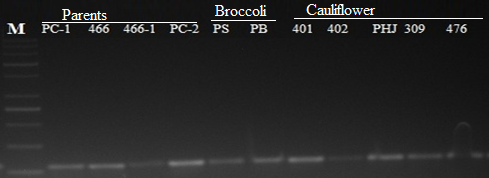 Parents Broccoli Cauliflower
M PC-1 466 466-1 PC-2 PS PB 401 402 PHJ 309 476